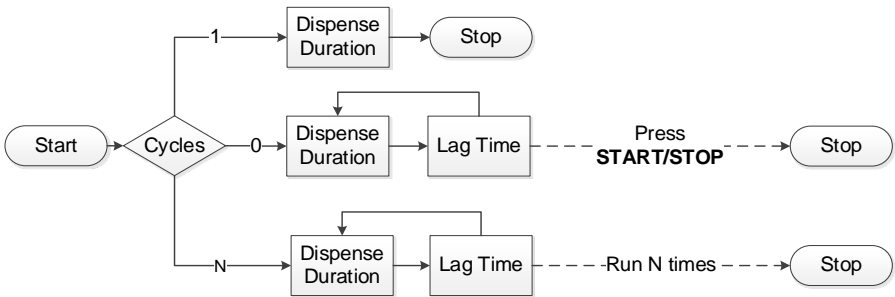 1
Dispense
Duration
Stop
Start
Cycles
0
Dispense
Duration
Lag Time
Press
START/STOP
Stop
N
Dispense
Duration
Lag Time
Run N times
Stop